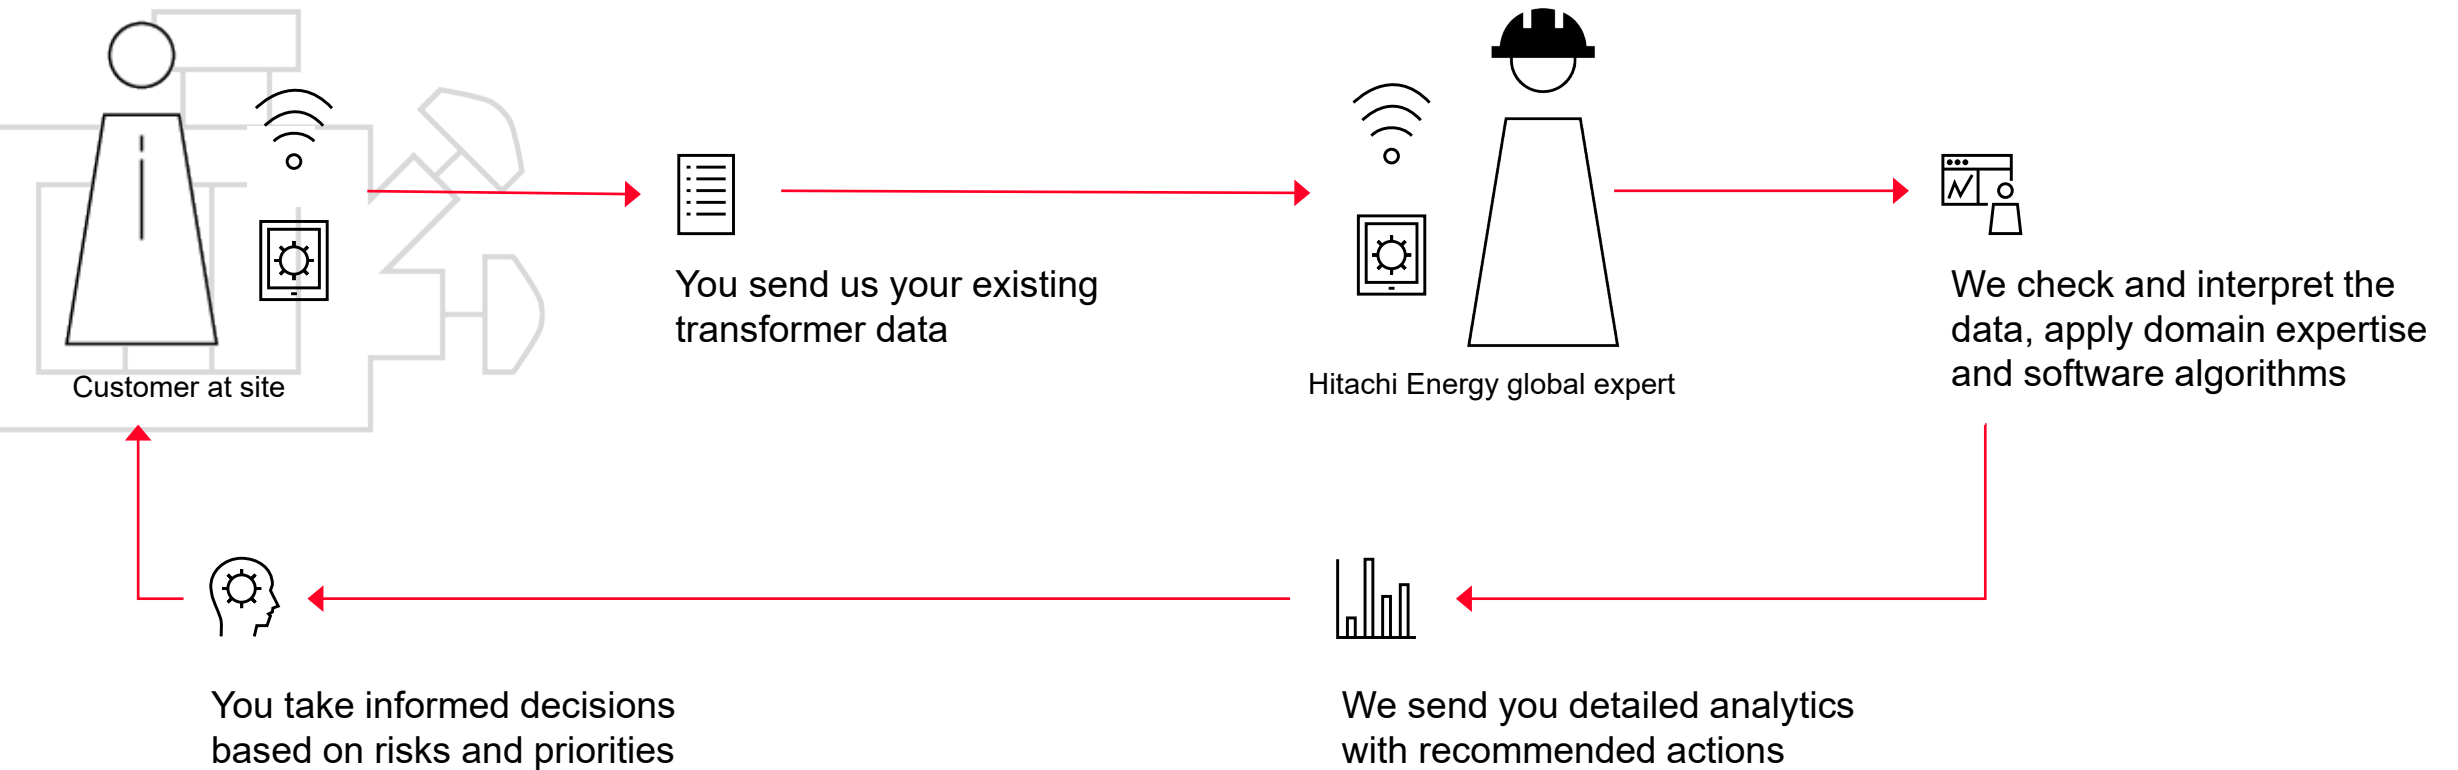 Customer at site
You send us your existing
transformer data
Hitachi Energy global expert
We check and interpret the
data, apply domain expertise
and software algorithms
You take informed decisions
based on risks and priorities
We send you detailed analytics
with recommended actions